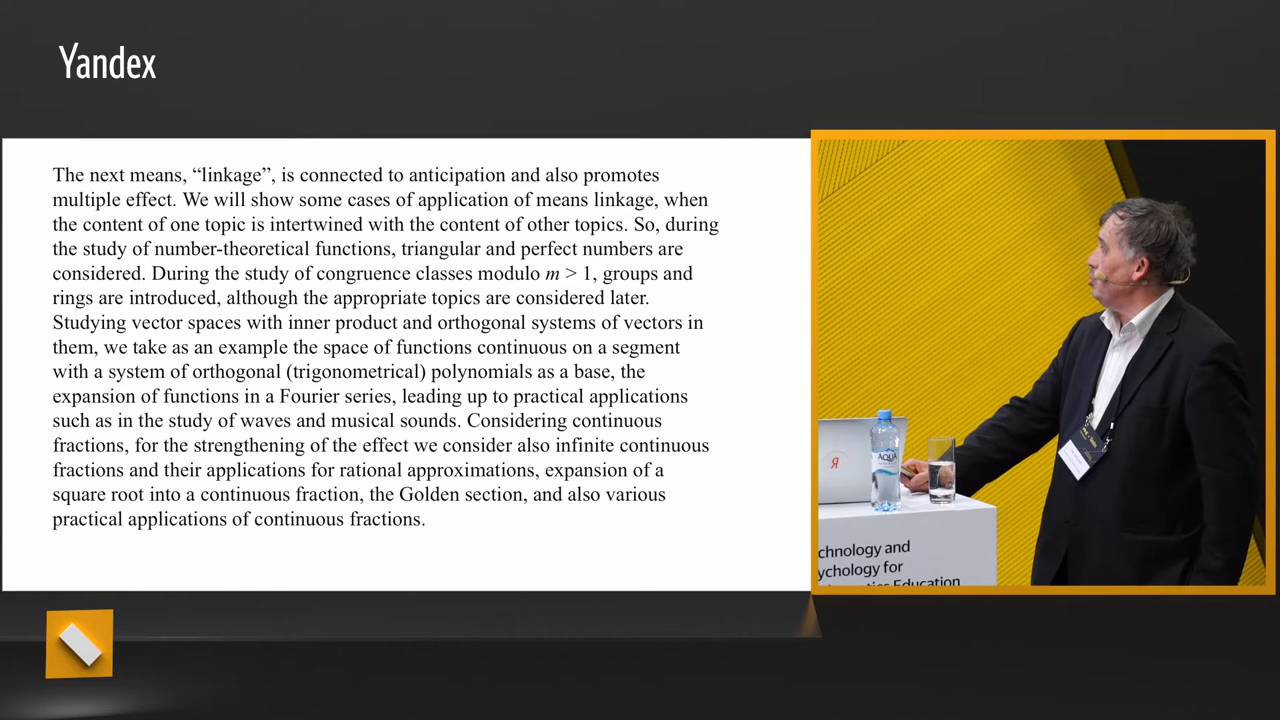 Yandex
The next means, “linkage”, is connected to anticipation and also promotes
multiple effect. We will show some cases of application of means linkage, when
the content of one topic is intertwined with the content of other topics. So, during
the study of number-theoretical functions, triangular and perfect numbers are
considered. During the study of congruence classes modulo m > 1, groups and
rings are introduced, although the appropriate topics are considered later.
Studying vector spaces with inner product and orthogonal systems of vectors in
them, we take as an example the space of functions continuous on a segment
with a system of orthogonal (trigonometrical) polynomials as a base, the
expansion of functions in a Fourier series, leading up to practical applications
such as in the study of waves and musical sounds. Considering continuous
fractions, for the strengthening of the effect we consider also infinite continuous
fractions and their applications for rational approximations, expansion of a
square root into a continuous fraction, the Golden section, and also various
practical applications of continuous fractions.
Я
AQUA
chnology and
ychology for
Education